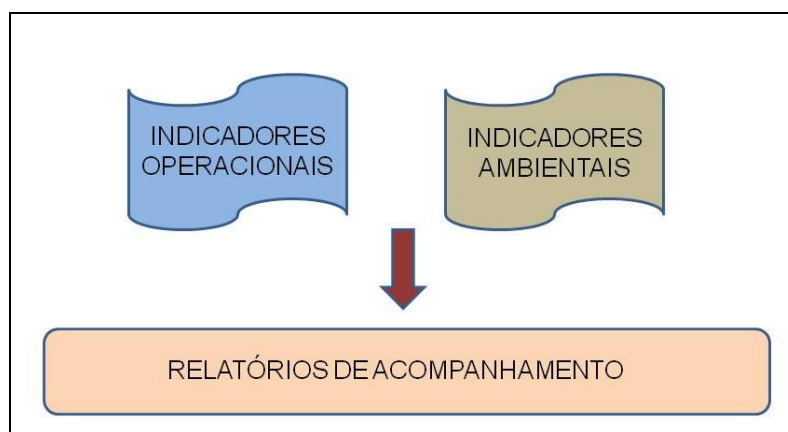 INDICADORES
OPERACIONAIS
INDICADORES
AMBIENTAIS
RELATÓRIOS DE ACOMPANHAMENTO